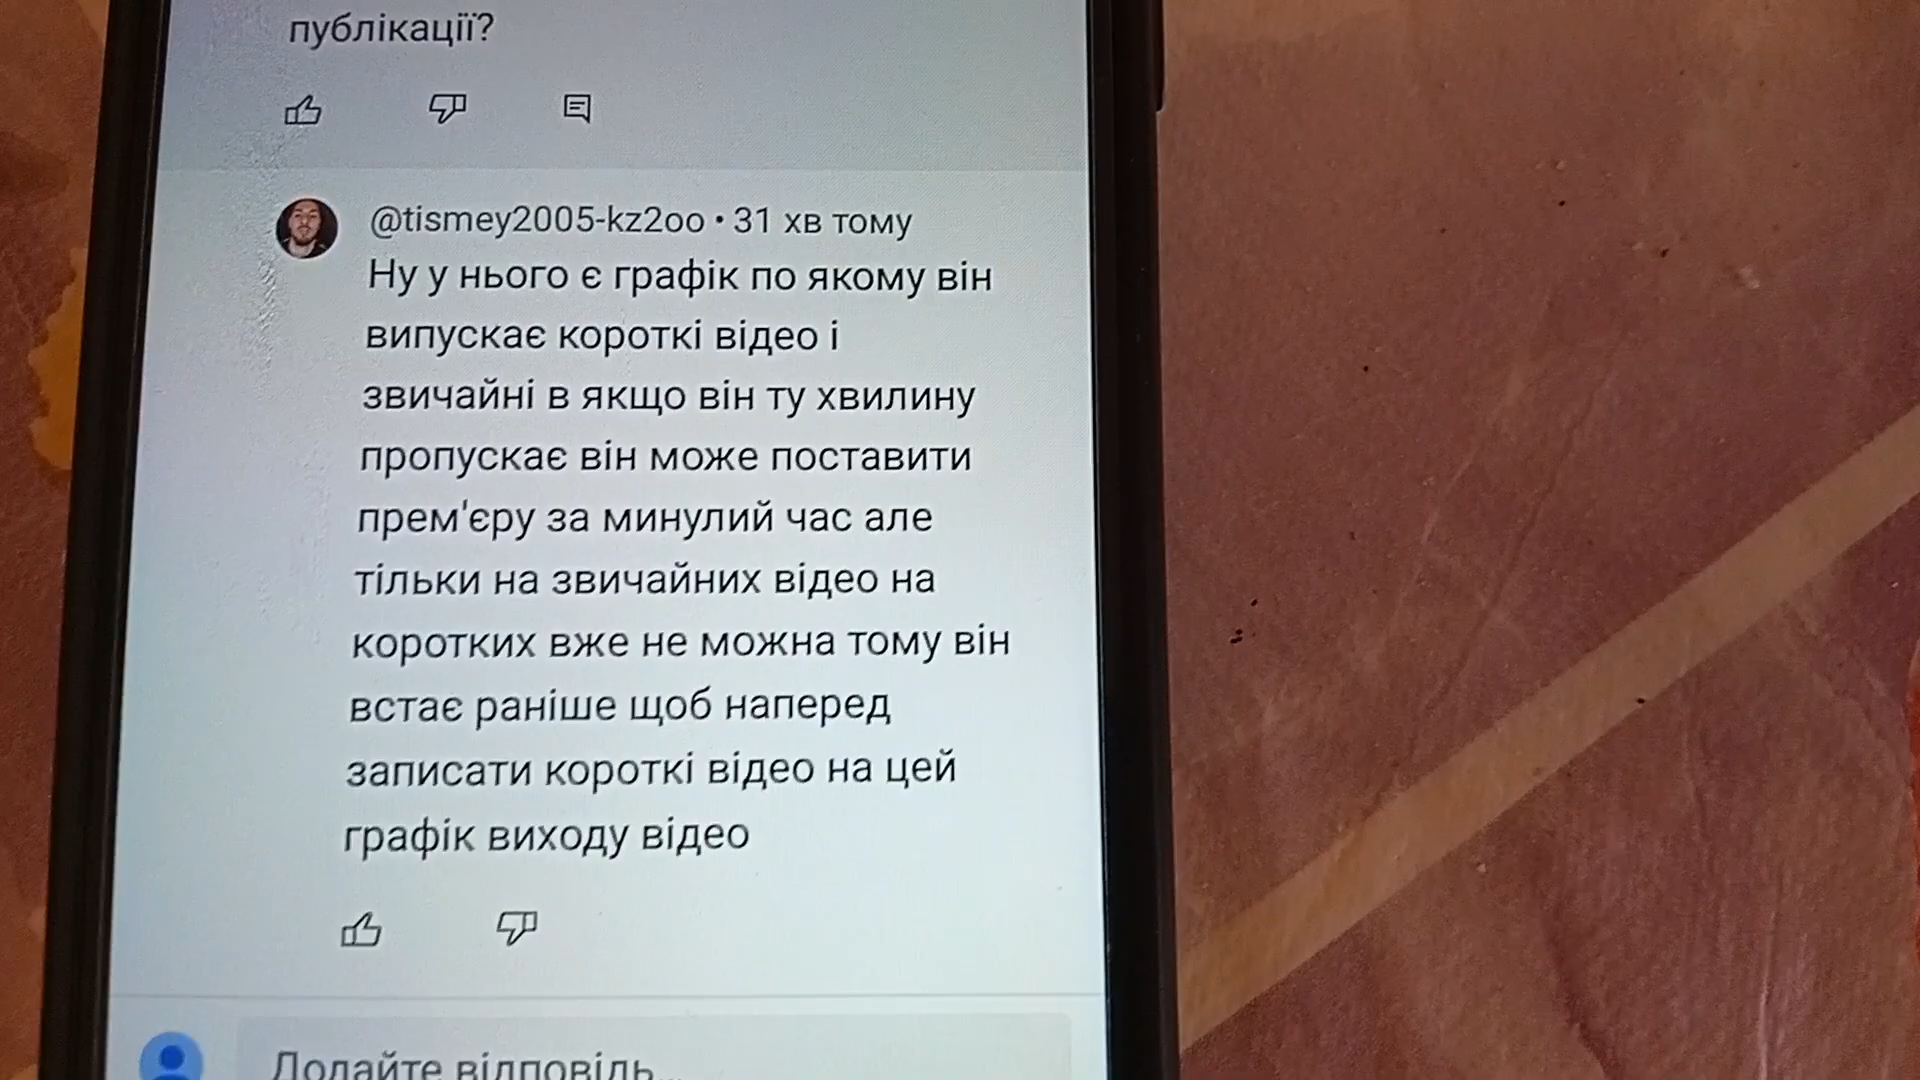 публікації?
@tismey2005-kz2oo • 31 хв тому
Ну у нього є графік по якому він
випускає короткі відео і
звичайні в якщо він ту хвилину
пропускає він може поставити
прем'єру за минулий час але
тільки на звичайних відео на
коротких вже не можна тому він
встає раніше щоб наперед
записати короткі відео на цей
графік виходу відео
Додайте відповідь...